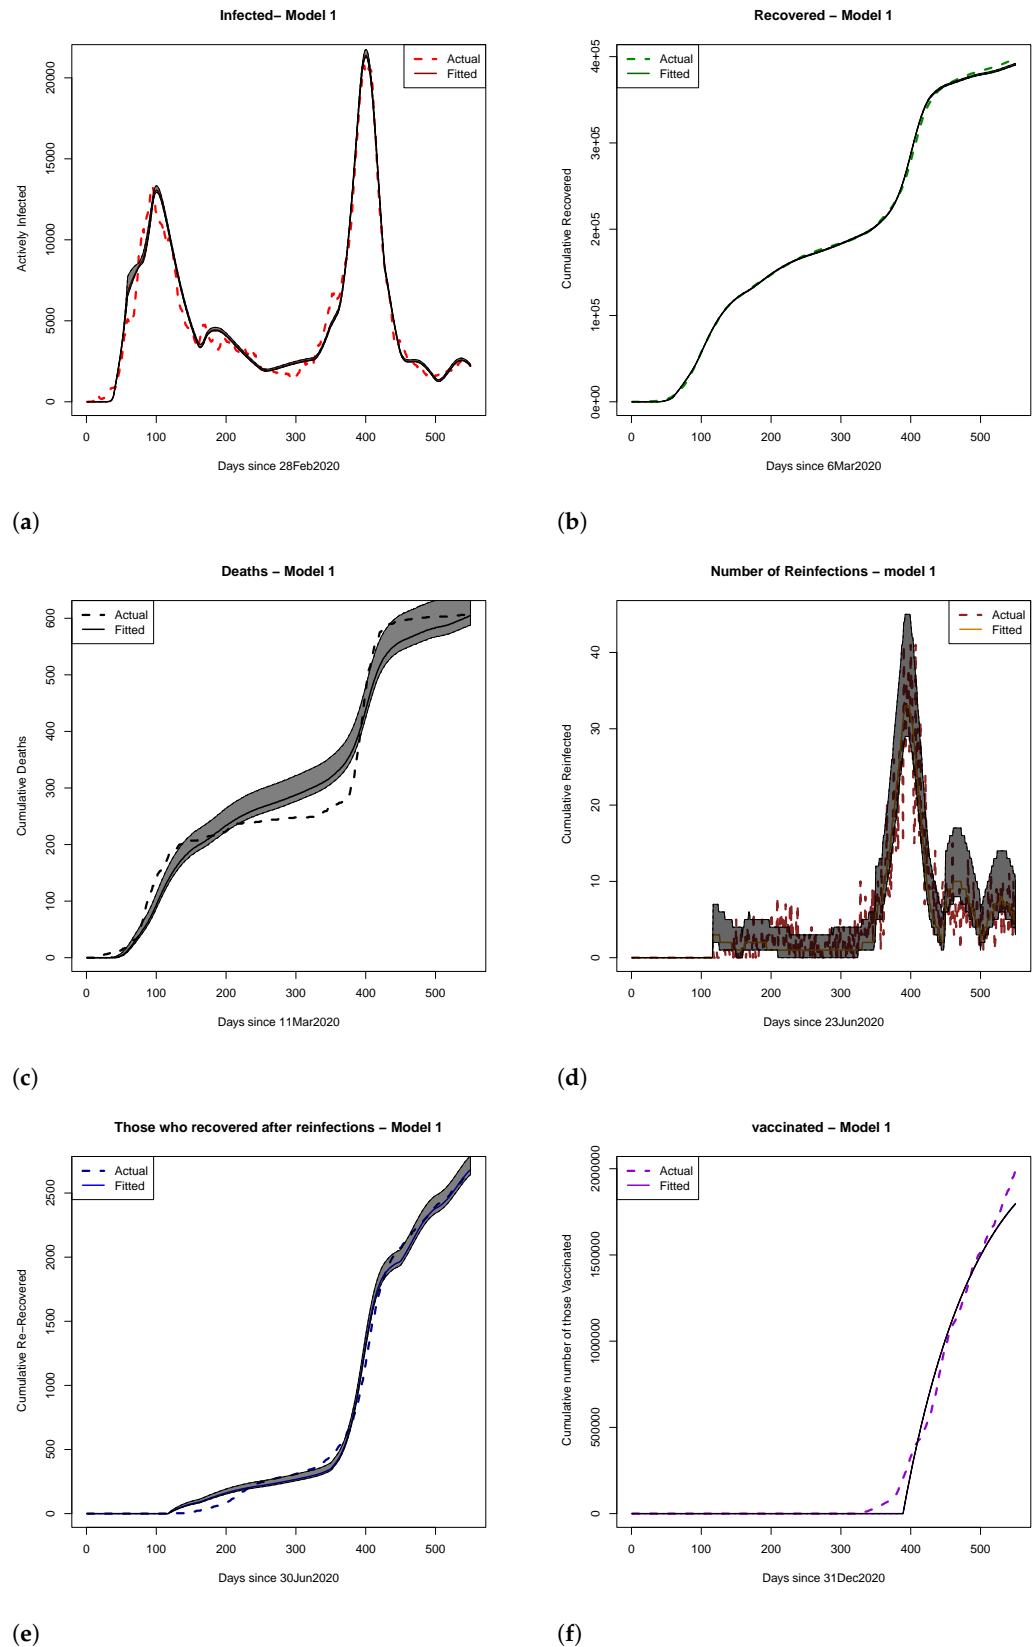 Infected– Model 1
Actual
Fitted
Actively Infected
0 5000 10000 15000 20000
0 100 200 300 400 500
Days since 28Feb2020
(a)
Recovered – Model 1
Actual
Fitted
Cumulative Recovered
0e+00 1e+05 2e+05 3e+05 4e+05
0 100 200 300 400 500
Days since 6Mar2020
(b)
Deaths – Model 1
Actual
Fitted
Cumulative Deaths
0 100 200 300 400 500 600
0 100 200 300 400 500
Days since 11Mar2020
(c)
Number of Reinfections – model 1
Actual
Fitted
Cumulative Reinfected
0 10 20 30 40
0 100 200 300 400 500
Days since 23Jun2020
(d)
Those who recovered after reinfections – Model 1
Actual
Fitted
Cumulative Re–Recovered
0 500 1000 1500 2000 2500
0 100 200 300 400 500
Days since 30Jun2020
(e)
vaccinated – Model 1
Actual
Fitted
Cumulative number of those Vaccinated
0 500000 1000000 1500000 2000000
0 100 200 300 400 500
Days since 31Dec2020
(f)